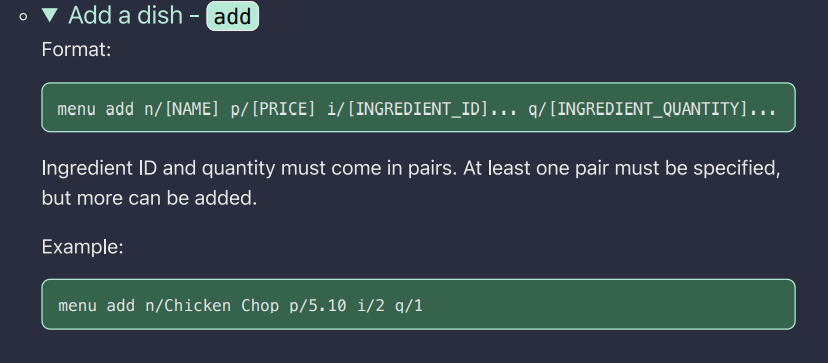 Add a dish - add
Format:
menu add n/[NAME] p/[PRICE] i/[INGREDIENT_ID]... q/[INGREDIENT_QUANTITY]...
Ingredient ID and quantity must come in pairs. At least one pair must be specified,
but more can be added.
Example:
menu add n/Chicken Chop p/5.10 i/2 q/1